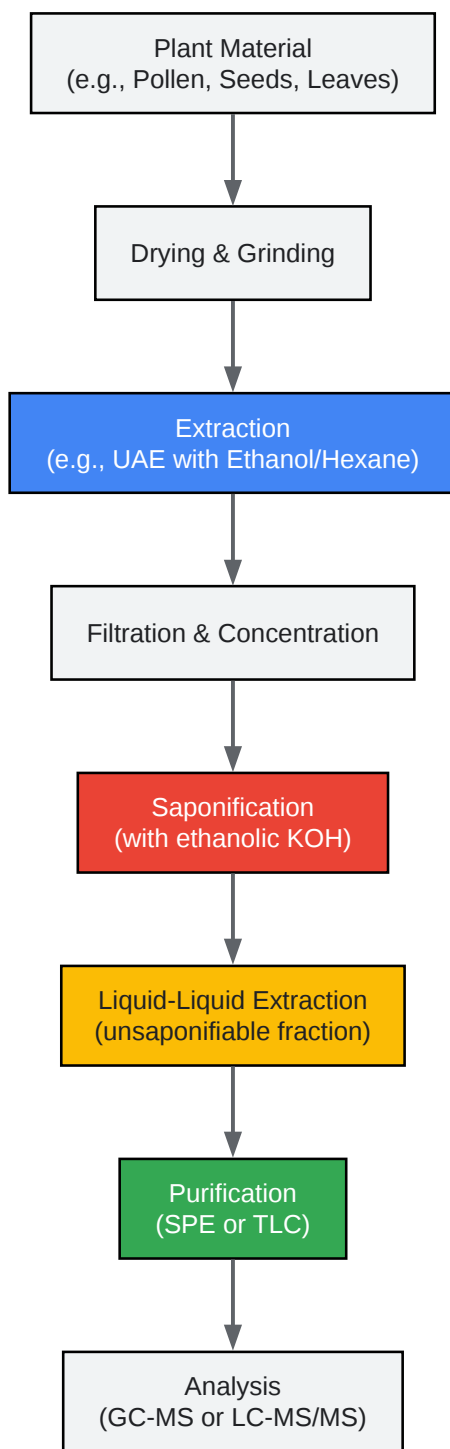 Plant Material
(e.g., Pollen, Seeds, Leaves)
Drying & Grinding
Extraction
(e.g., UAE with Ethanol/Hexane)
Filtration & Concentration
Saponification
(with ethanolic KOH)
Liquid-Liquid Extraction
(unsaponifiable fraction)
Purification
(SPE or TLC)
Analysis
(GC-MS or LC-MS/MS)